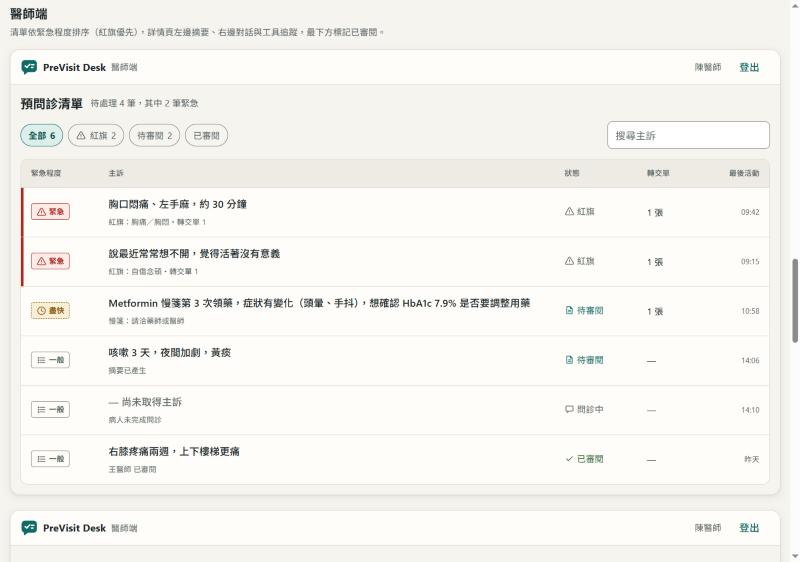 醫師端
清單依緊急程度排序（紅旗優先），詳情頁左邊摘要、右邊對話與工具追蹤，最下方標記已審閱。
PreVisit Desk 醫師端 陳醫師 登出
預問診清單 待處理 4 筆，其中 2 筆緊急
全部 6 紅旗 2 待審閱 2 已審閱 搜尋主訴
緊急程度 主訴 狀態 轉交單 最後活動
緊急 胸口悶痛、左手麻，約 30 分鐘 紅旗 1 張 09:42
紅旗：胸痛／胸悶・轉交單 1
緊急 說最近常常想不開，覺得活著沒有意義 紅旗 1 張 09:15
紅旗：自傷念頭・轉交單 1
盡快 Metformin 慢箋第 3 次領藥，症狀有變化（頭暈、手抖），想確認 HbA1c 7.9% 是否要調整用藥 待審閱 1 張 10:58
慢箋：請洽藥師或醫師
一般 咳嗽 3 天，夜間加劇，黃痰 待審閱 — 14:06
摘要已產生
一般 — 尚未取得主訴 問診中 — 14:10
病人未完成問診
一般 右膝疼痛兩週，上下樓梯更痛 已審閱 — 昨天
王醫師 已審閱
PreVisit Desk 醫師端 陳醫師 登出